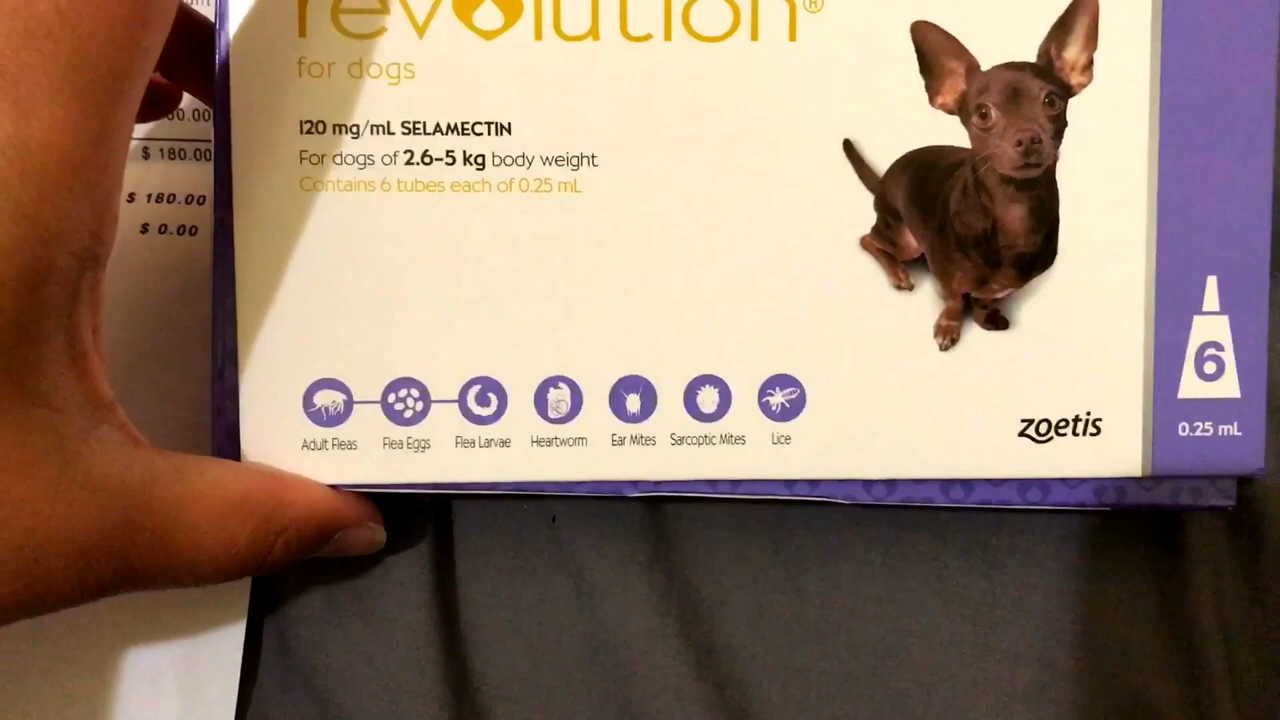 revolution®
for dogs
120 mg/mL SELAMECTIN
For dogs of 2.6-5 kg body weight
Contains 6 tubes each of 0.25 mL
$ 180.00
$ 180.00
$ 0.00
Adult Fleas
Flea Eggs
Flea Larvae
Heartworm
Ear Mites
Sarcoptic Mites
Lice
zoetis
6
0.25 mL